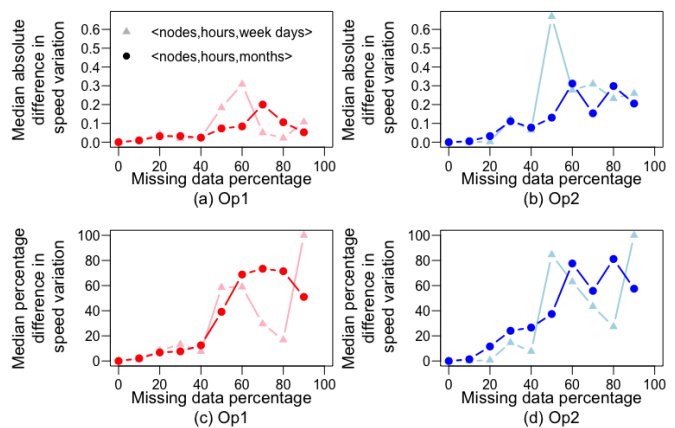 <nodes,hours,week days>
<nodes,hours,months>
Median absolute
difference in
speed variation
0.6
0.5
0.4
0.3
0.2
0.1
0.0
0 20 40 60 80 100
Missing data percentage
(a) Op1
Median absolute
difference in
speed variation
0.6
0.5
0.4
0.3
0.2
0.1
0.0
0 20 40 60 80 100
Missing data percentage
(b) Op2
Median percentage
difference in
speed variation
100
80
60
40
20
0
0 20 40 60 80 100
Missing data percentage
(c) Op1
Median percentage
difference in
speed variation
100
80
60
40
20
0
0 20 40 60 80 100
Missing data percentage
(d) Op2